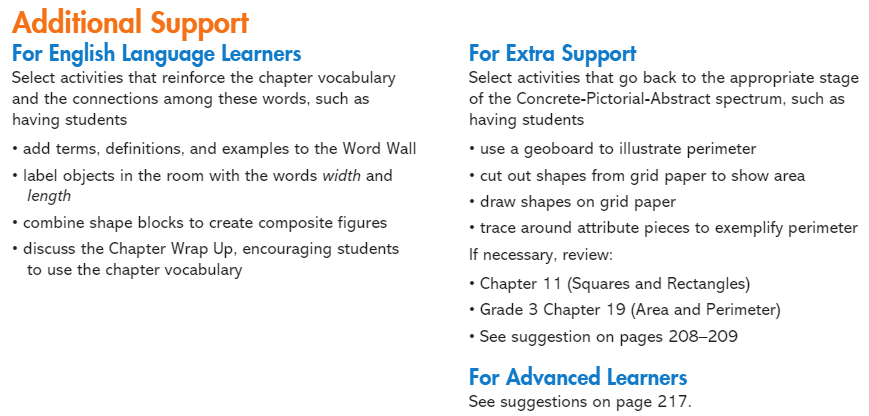 Additional Support
For English Language Learners
Select activities that reinforce the chapter vocabulary
and the connections among these words, such as
having students
• add terms, definitions, and examples to the Word Wall
• label objects in the room with the words width and
length
• combine shape blocks to create composite figures
• discuss the Chapter Wrap Up, encouraging students
to use the chapter vocabulary
For Extra Support
Select activities that go back to the appropriate stage
of the Concrete-Pictorial-Abstract spectrum, such as
having students
• use a geoboard to illustrate perimeter
• cut out shapes from grid paper to show area
• draw shapes on grid paper
• trace around attribute pieces to exemplify perimeter
If necessary, review:
• Chapter 11 (Squares and Rectangles)
• Grade 3 Chapter 19 (Area and Perimeter)
• See suggestion on pages 208–209
For Advanced Learners
See suggestions on page 217.